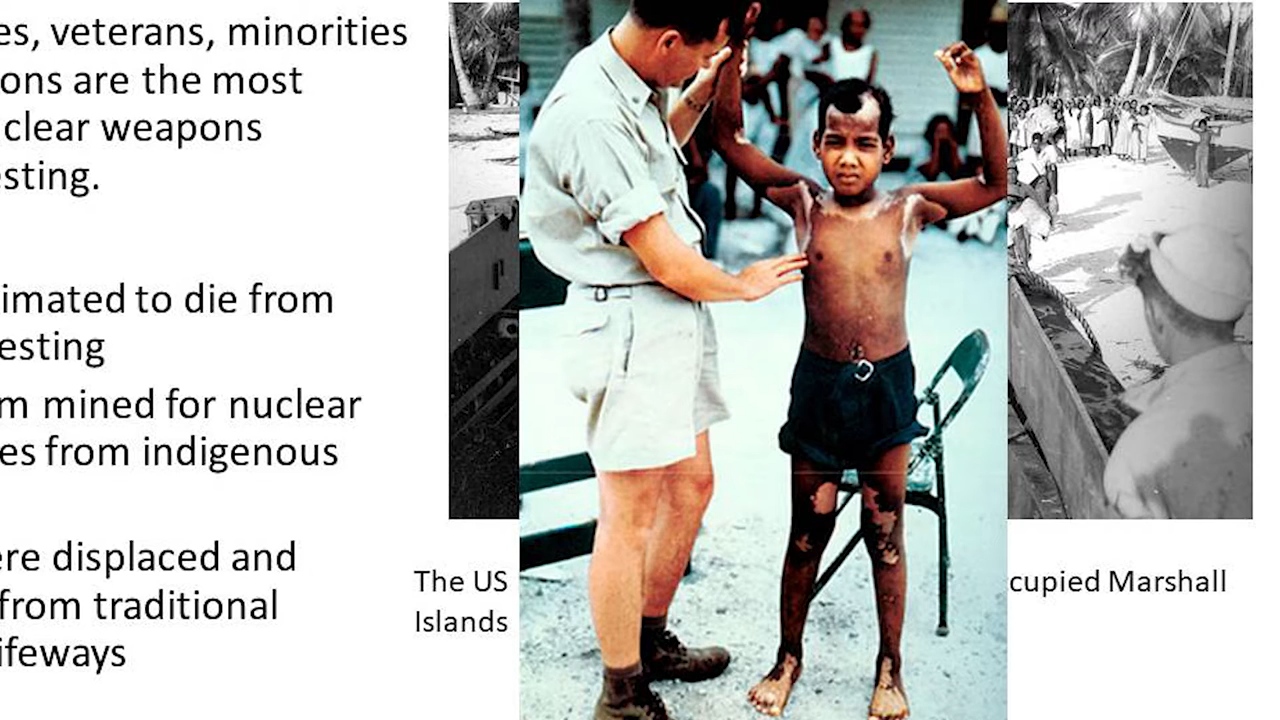 es, veterans, minorities
ons are the most
clear weapons
esting.
imated to die from
esting
m mined for nuclear
es from indigenous
ere displaced and
from traditional
ifeways
The US
cupied Marshall
Islands